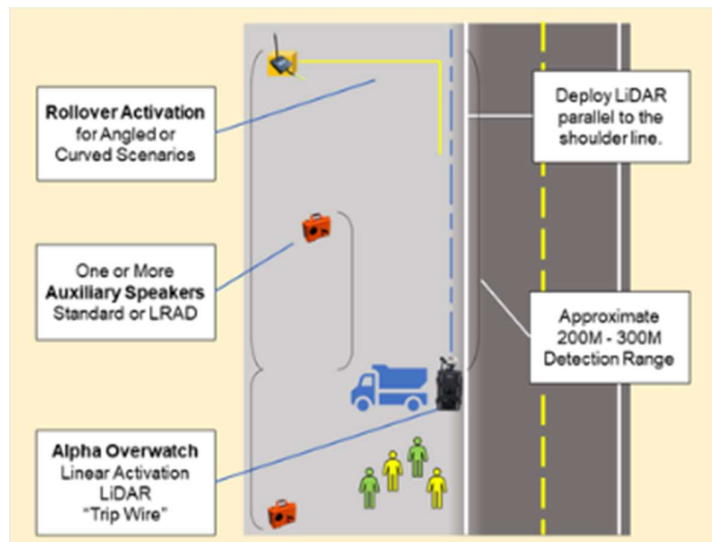 Rollover Activation
for Angled or
Curved Scenarios
Deploy LiDAR
parallel to the
shoulder line.
One or More
Auxiliary Speakers
Standard or LRAD
Approximate
200M - 300M
Detection Range
Alpha Overwatch
Linear Activation
LiDAR
“Trip Wire”